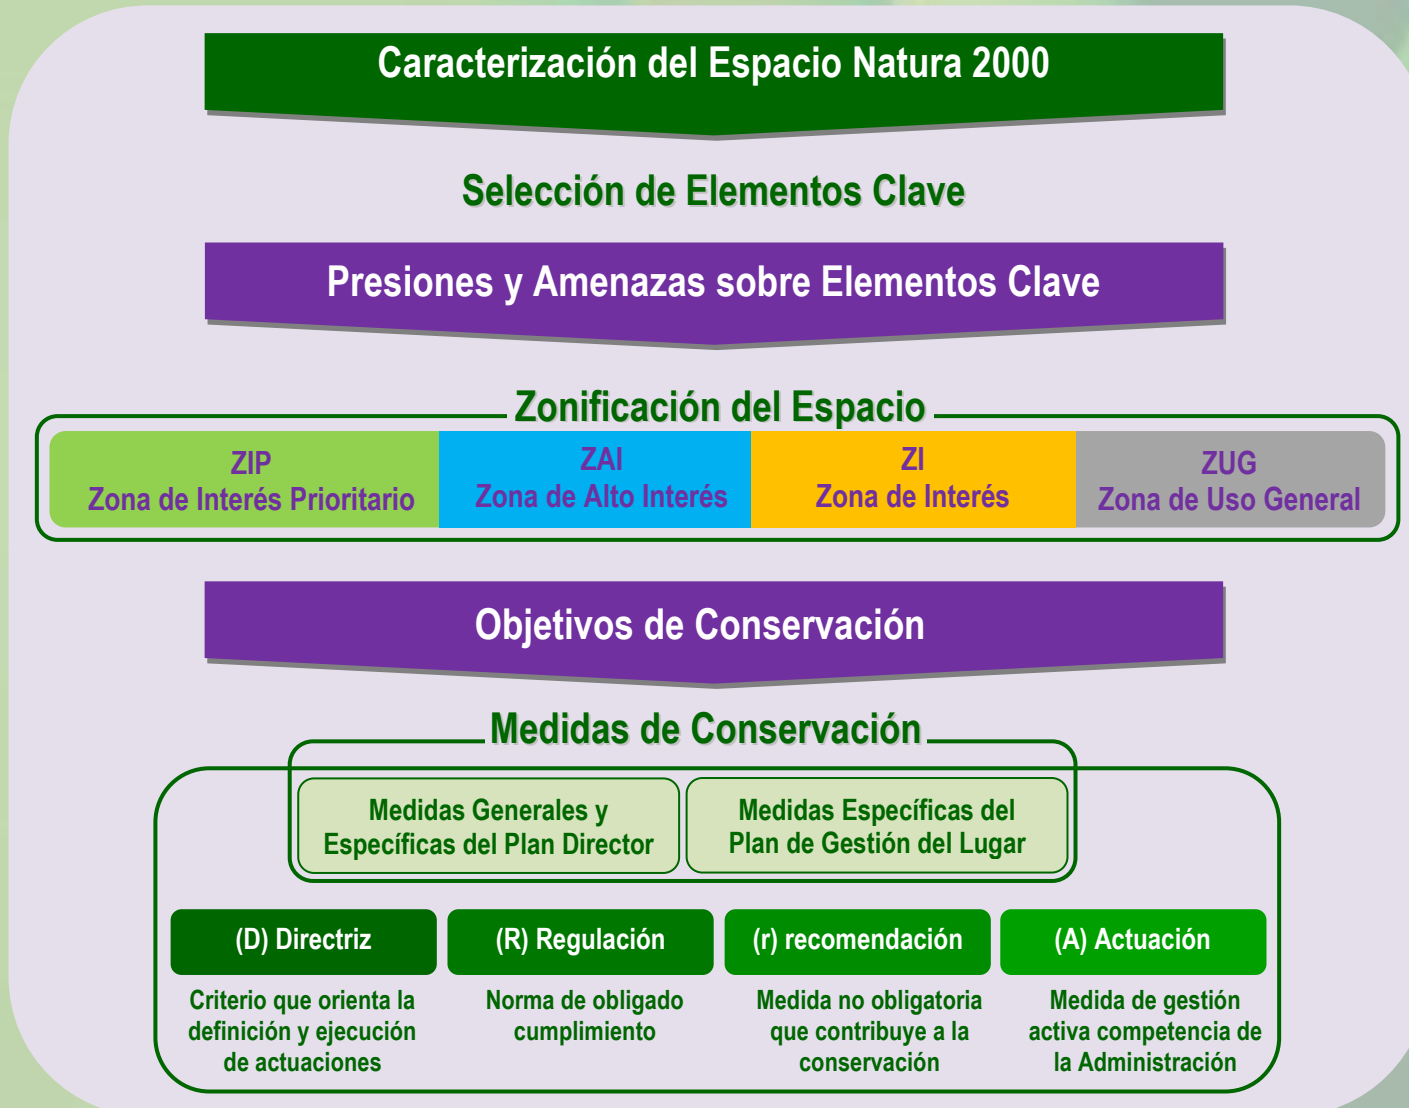 Caracterización del Espacio Natura 2000
Selección de Elementos Clave
Presiones y Amenazas sobre Elementos Clave
Zonificación del Espacio
ZIP
Zona de Interés Prioritario
ZAI
Zona de Alto Interés
ZI
Zona de Interés
ZUG
Zona de Uso General
Objetivos de Conservación
Medidas de Conservación
Medidas Generales y
Específicas del Plan Director
Medidas Específicas del
Plan de Gestión del Lugar
(D) Directriz
Criterio que orienta la
definición y ejecución
de actuaciones
(R) Regulación
Norma de obligado
cumplimiento
(r) recomendación
Medida no obligatoria
que contribuye a la
conservación
(A) Actuación
Medida de gestión
activa competencia de
la Administración